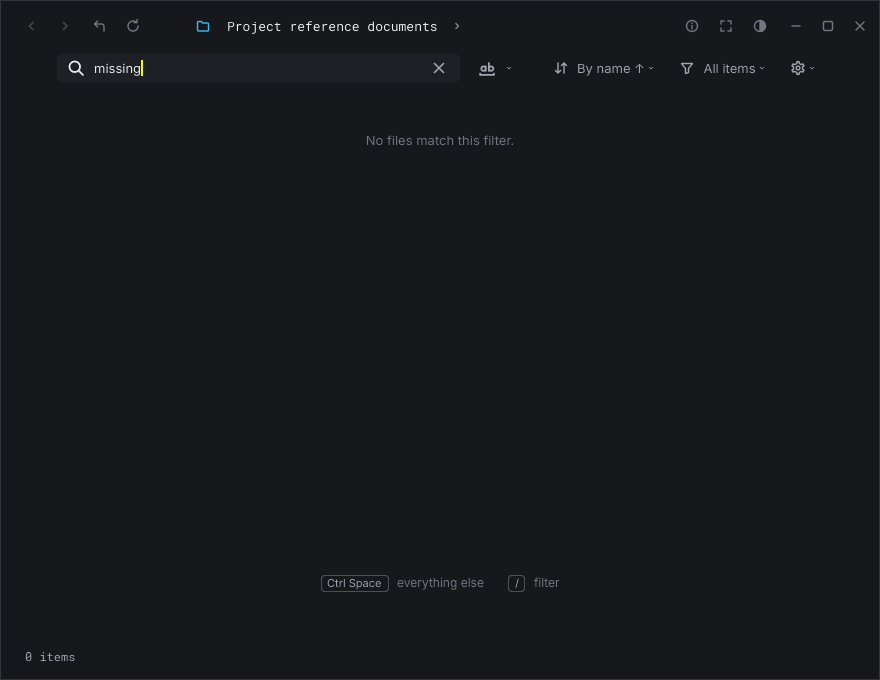 Project reference documents
missing
ab
By name ↑
All items
No files match this filter.
Ctrl Space everything else / filter
0 items